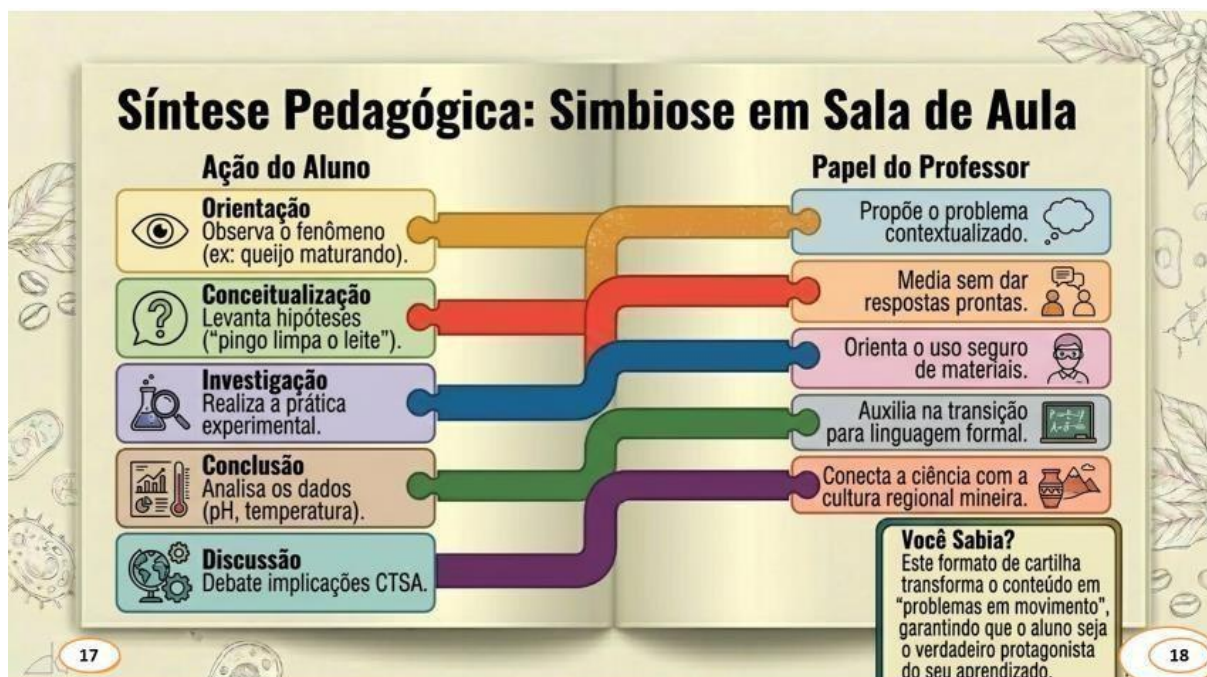 Síntese Pedagógica: Simbiose em Sala de Aula
Ação do Aluno
Orientação
Observa o fenômeno
(ex: queijo maturando).
Conceitualização
Levanta hipóteses
(“pingo limpa o leite”).
Investigação
Realiza a prática
experimental.
Conclusão
Analisa os dados
(pH, temperatura).
Discussão
Debate implicações CTSA.
Papel do Professor
Propõe o problema
contextualizado.
Media sem dar
respostas prontas.
Orienta o uso seguro
de materiais.
Auxilia na transição
para linguagem formal.
Conecta a ciência com a
cultura regional mineira.
Você Sabia?
Este formato de cartilha
transforma o conteúdo em
“problemas em movimento”,
garantindo que o aluno seja
o verdadeiro protagonista
do seu aprendizado.
17
18